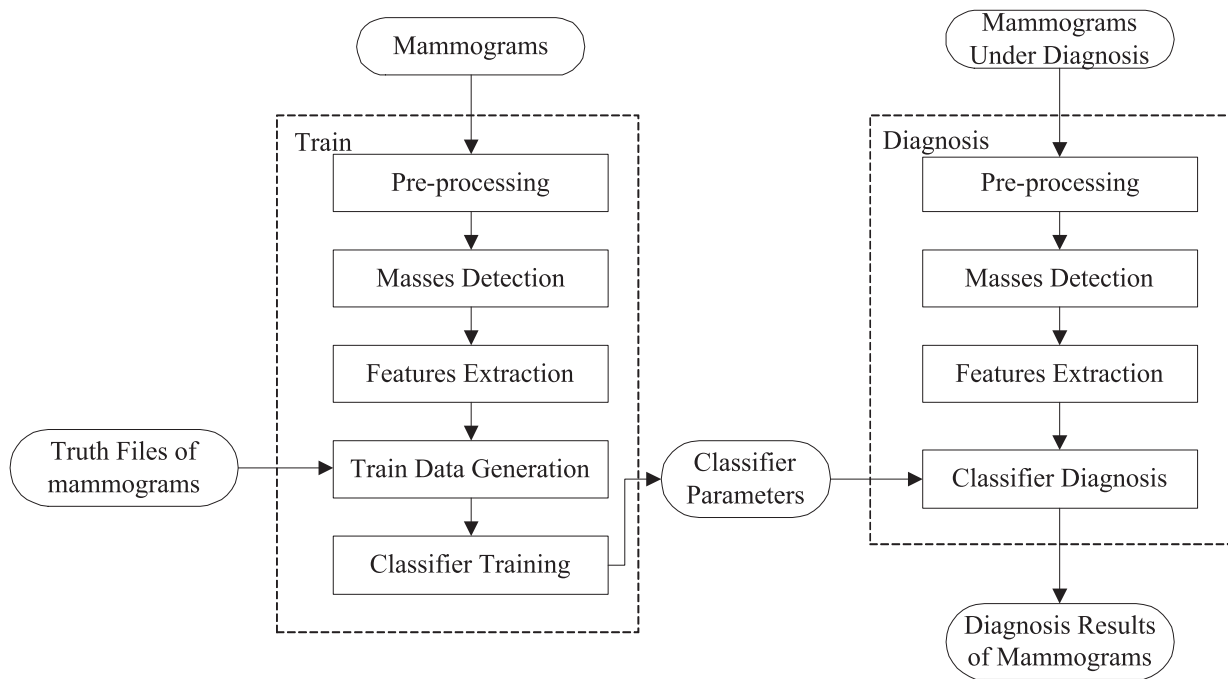 Mammograms
Train
Pre-processing
Masses Detection
Features Extraction
Truth Files of
mammograms
Train Data Generation
Classifier Training
Classifier
Parameters
Mammograms
Under Diagnosis
Diagnosis
Pre-processing
Masses Detection
Features Extraction
Classifier Diagnosis
Diagnosis Results
of Mammograms